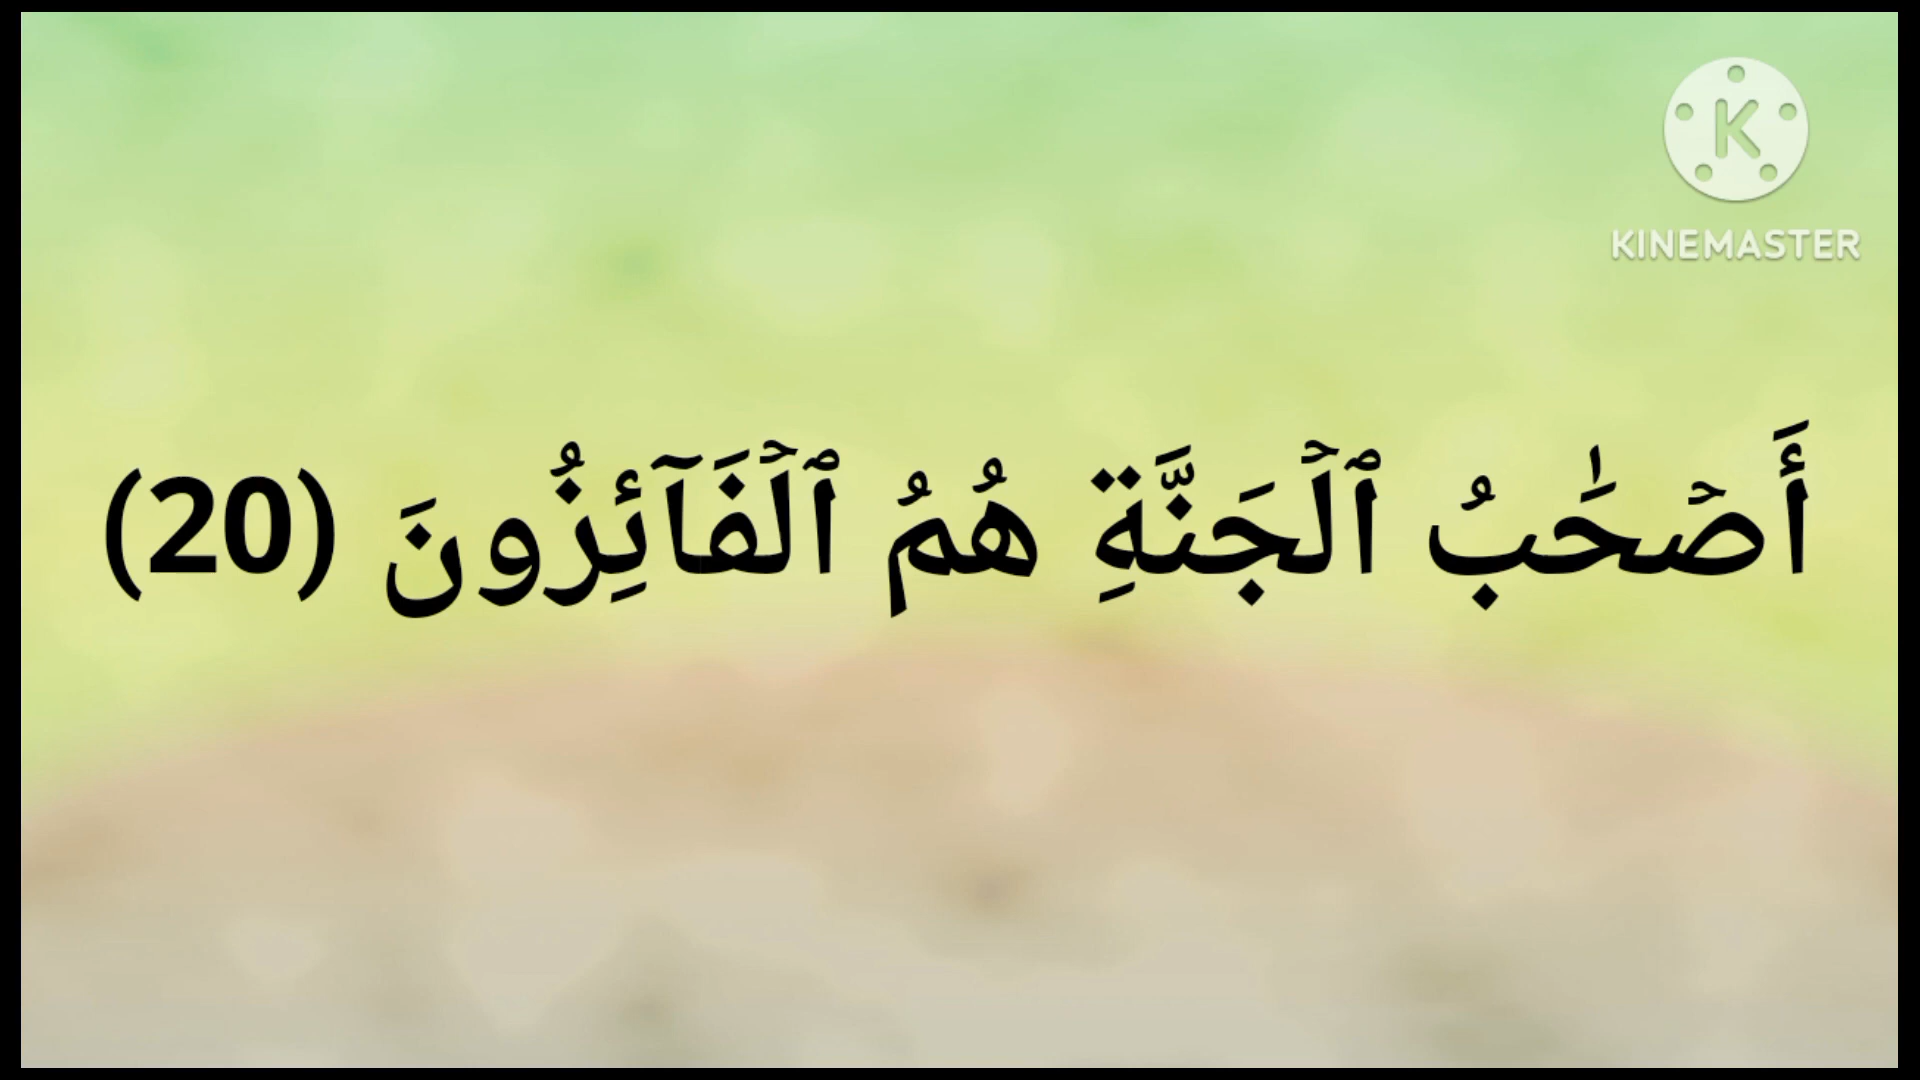 KINEMASTER
أَصۡحَٰبُ ٱلۡجَنَّةِ هُمُ ٱلۡفَآئِزُونَ (20)